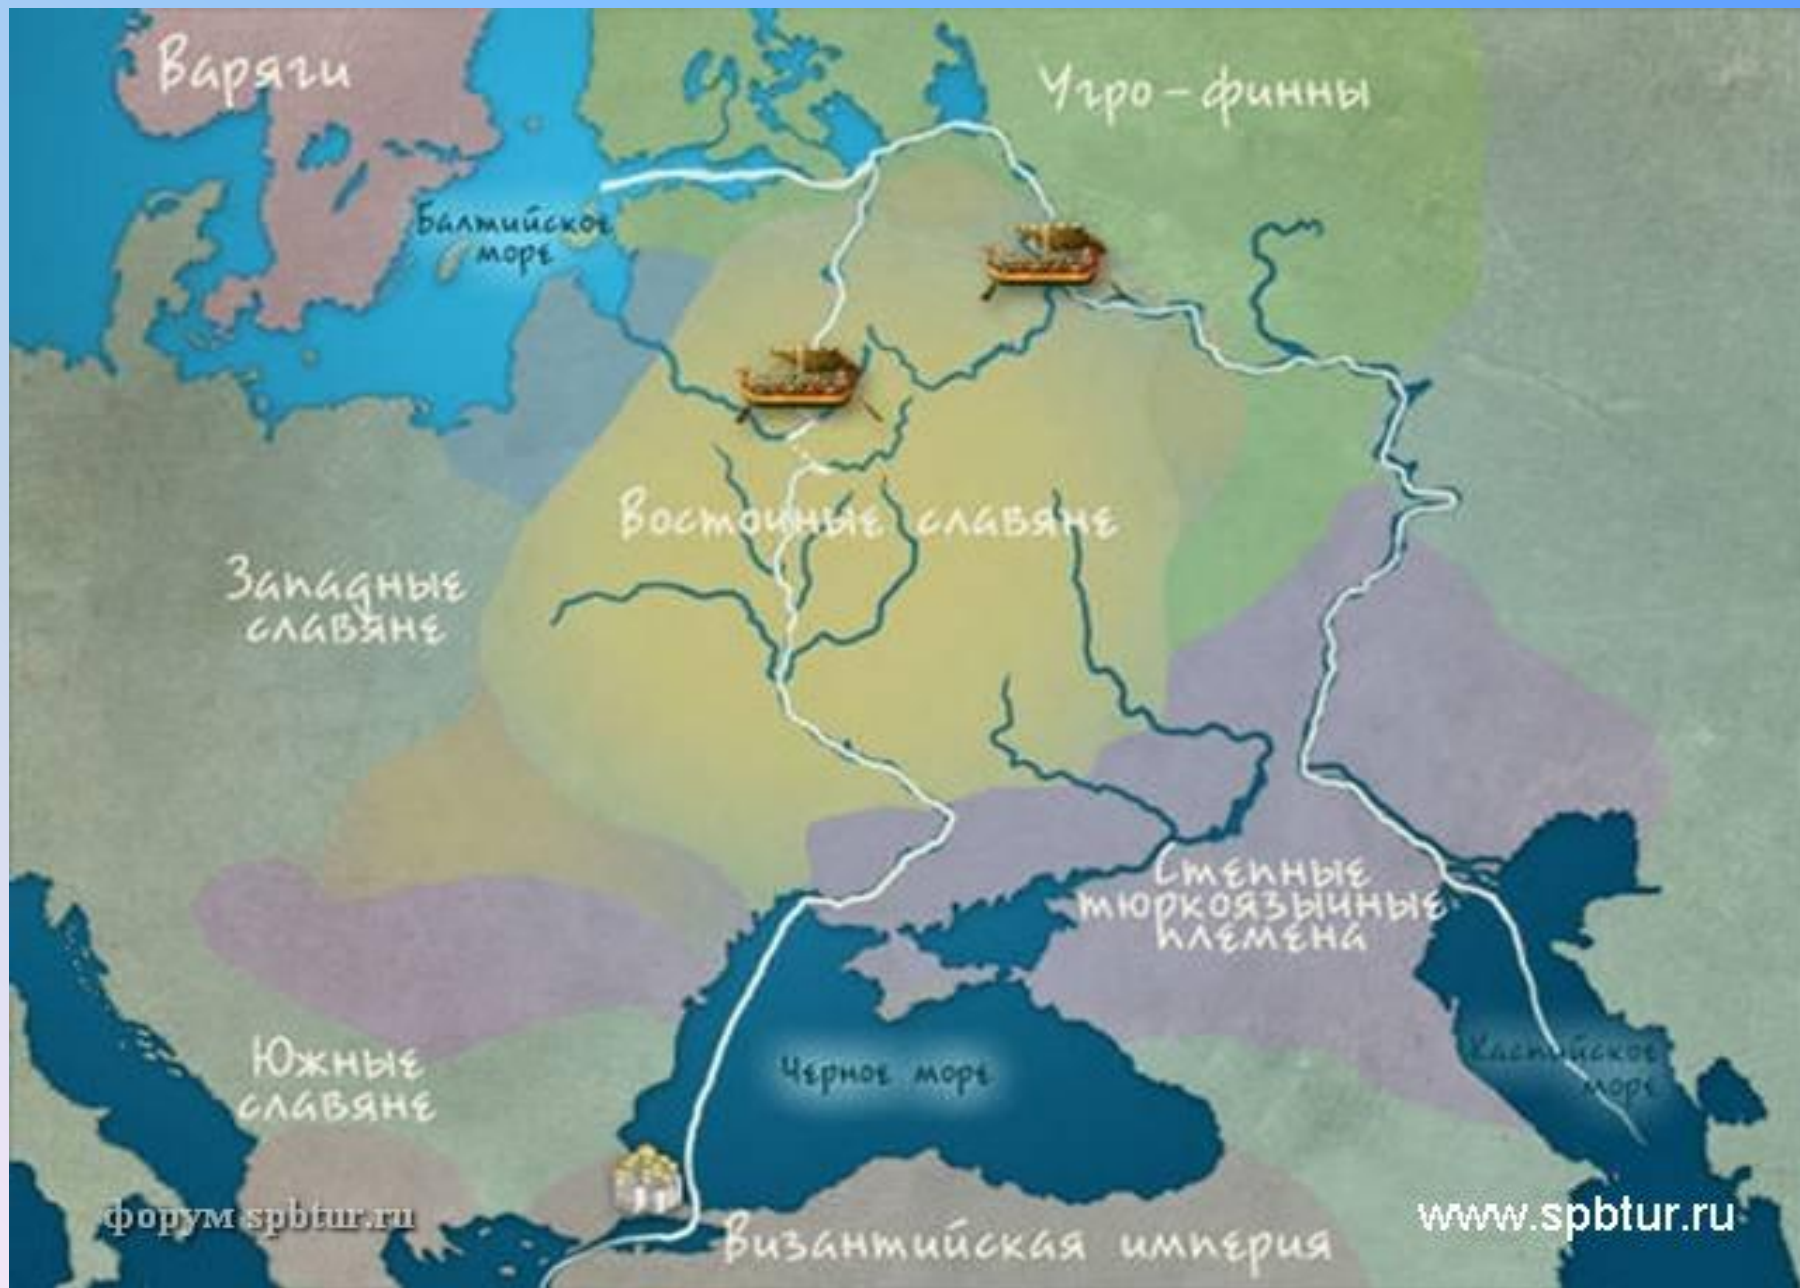 Варяги
Угро-финны
Балтийское
море
Восточные славяне
Западные
славяне
Степные
тюркоязычные
племена
Южные
славяне
Черное море
Каспийское
море
форум spbtur.ru
www.spbtur.ru
Византийская империя